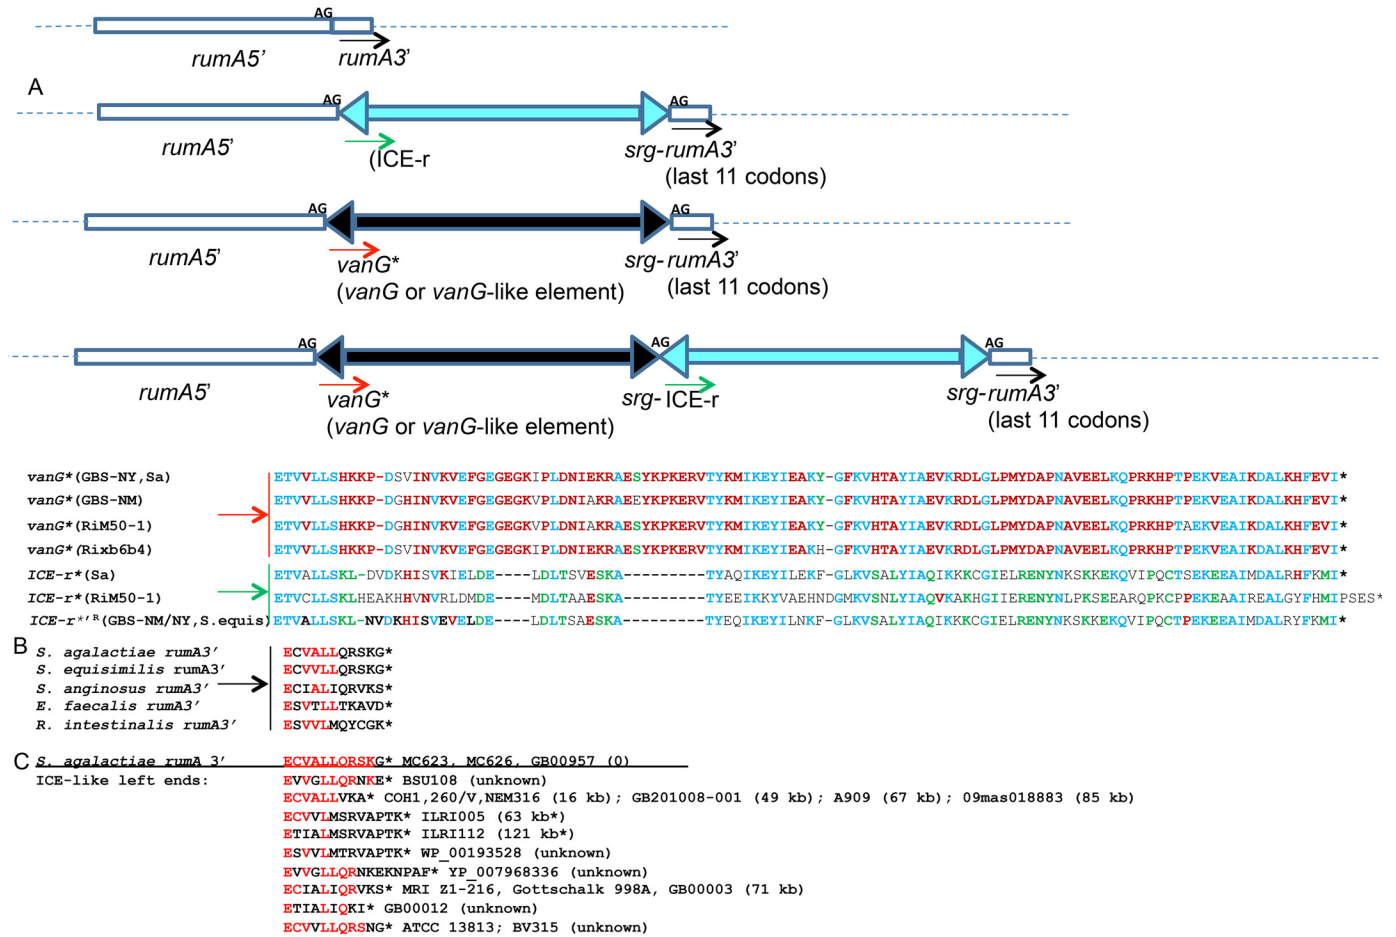 AG
rumA5' rumA3'
A
AG AG
rumA5' (ICE-r srg-rumA3'
(last 11 codons)
AG AG
rumA5' vanG* srg-rumA3'
(vanG or vanG-like element) (last 11 codons)
AG AG AG
rumA5' vanG* srg- ICE-r srg-rumA3'
(vanG or vanG-like element) (last 11 codons)
vanG*(GBS-NY,Sa) ETVVLLSHKKP-DSVINVKVEFGEGEGKIPLDNIEKRAESYKPKERVTYKMIKEYIEAKY-GFKVHTAYIAEVKRDLGLPMYDAPNAVEELKQPRKHPTPEKVEAIKDALKHFEVI*
vanG*(GBS-NM) ETVVLLSHKKP-DGHINVKVEFGEGEGKVPLDNIAKRAEEYKPKERVTYKMIKEYIEAKY-GFKVHTAYIAEVKRDLGLPMYDAPNAVEELKQPRKHPTPEKVEAIKDALKHFEVI*
vanG*(RiM50-1) ETVVLLSHKKP-DGHINVKVEFGEGEGKVPLDNIAKRAESYKPKERVTYKMIKEYIEAKY-GFKVHTAYIAEVKRDLGLPMYDAPNAVEELKQPRKHPTAEKVEAIKDALKHFEVI*
vanG*(Rixb6b4) ETVVLLSHKKP-DSVINVKVEFGEGEGKIPLDNIEKRAESYKPKERVTYKMIKEYIEAKH-GFKVHTAYIAEVKRDLGLPMYDAPNAVEELKQPRKHPTPEKVEAIKDALKHFEVI*
ICE-r*(Sa) ETVALLSKL-DVDKHISVKIELDE----LDLTSVESKA---------TYAQIKEYILEKF-GLKVSALYIAQIKKKCGIELRENYNKSKKEKQVIPQCTSEKEEAIMDALRHFKMI*
ICE-r*(RiM50-1) ETVCLLSKLHEAKHHVNVRLDMDE----MDLTAAESKA---------TYEEIKKYVAEHNDGMKVSNLYIAQVKAKHGIELRENYNLPKSEEARQPKCPPEKEAAIREALGYFHMIPSES*
ICE-r*'R(GBS-NM/NY,S.equis) ETVALLSKL-NVDKHISVEVELDE----LDLTSAESKA---------TYEQIKEYILNKF-GLKVSALYIAQIKKKCGIELRENYNKSKKEKQVIPQCTSEKEEAIMDALRYFKMI*
B
S. agalactiae rumA3' ECVALLQRSKG*
S. equisimilis rumA3' ECVVLLQRSKG*
S. anginosus rumA3' ECIALIQRVKS*
E. faecalis rumA3' ESVTLLTKAVD*
R. intestinalis rumA3' ESVVLMQYCGK*
C S. agalactiae rumA 3' ECVALLQRSKG* MC623, MC626, GB00957 (0)
ICE-like left ends: EVVGLLQRNKE* BSU108 (unknown)
ECVALLVKA* COH1,260/V,NEM316 (16 kb); GB201008-001 (49 kb); A909 (67 kb); 09mas018883 (85 kb)
ECVVLMSRVAPTK* ILRI005 (63 kb*)
ETIALMSRVAPTK* ILRI112 (121 kb*)
ESVVLMTRVAPTK* WP_00193528 (unknown)
EVVGLLQRNKEKNPAF* YP_007968336 (unknown)
ECIALIQRVKS* MRI Z1-216, Gottschalk 998A, GB00003 (71 kb)
ETIALIQKI* GB00012 (unknown)
ECVVLLQRSNG* ATCC 13813; BV315 (unknown)